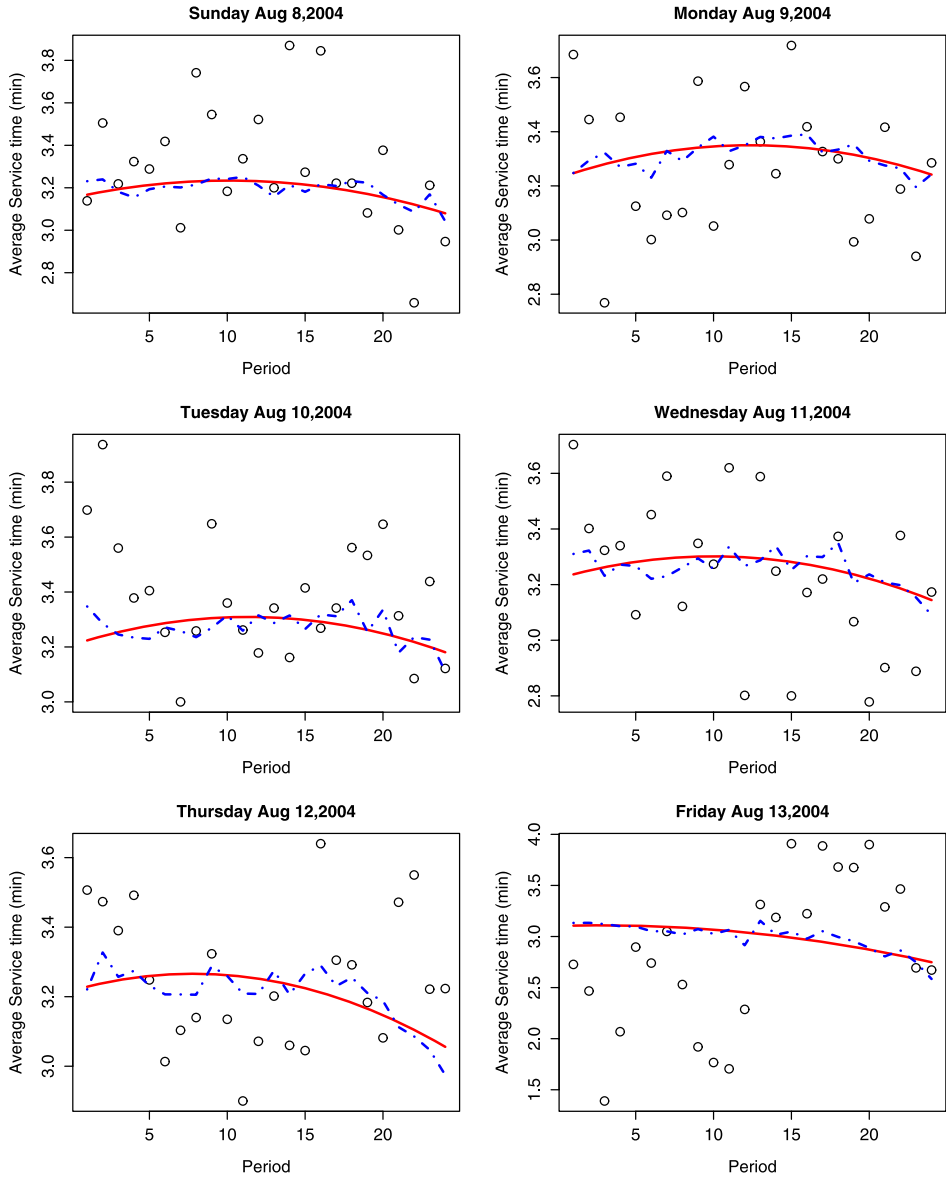 Sunday Aug 8,2004
Average Service time (min)
2.8 3.0 3.2 3.4 3.6 3.8
5 10 15 20
Period
Monday Aug 9,2004
Average Service time (min)
2.8 3.0 3.2 3.4 3.6
5 10 15 20
Period
Tuesday Aug 10,2004
Average Service time (min)
3.0 3.2 3.4 3.6 3.8
5 10 15 20
Period
Wednesday Aug 11,2004
Average Service time (min)
2.8 3.0 3.2 3.4 3.6
5 10 15 20
Period
Thursday Aug 12,2004
Average Service time (min)
3.0 3.2 3.4 3.6
5 10 15 20
Period
Friday Aug 13,2004
Average Service time (min)
1.5 2.0 2.5 3.0 3.5 4.0
5 10 15 20
Period